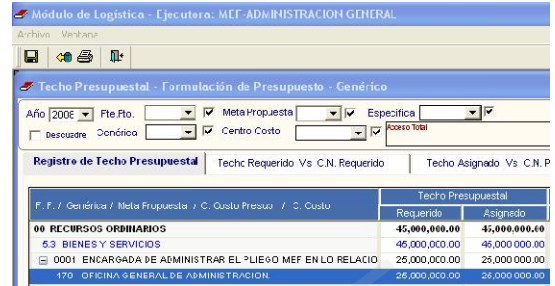 Módulo de Logística - Ejecutora: MEF-ADMINISTRACION GENERAL
Archivo Ventana
Techo Presupuestal - Formulación de Presupuesto - Genérico
Año 2006 Fte.Fto. Meta Propuesta Especifica
Descuadre Genérica Centro Costo Acceso Total
Registro de Techo Presupuestal Techo Requerido Vs C.N. Requerido Techo Asignado Vs C.N. P
F. F. / Genérica / Meta Propuesta / C. Costo Presup / C. Costo Techo Presupuestal
Requerido Asignado
00 RECURSOS ORDINARIOS 45,000,000.00 45,000,000.00
5.3 BIENES Y SERVICIOS 45,000,000.00 45,000,000.00
0001 ENCARGADA DE ADMINISTRAR EL PLIEGO MEF EN LO RELACIO 25,000,000.00 25,000,000.00
170 OFICINA GENERAL DE ADMINISTRACION. 25,000,000.00 25,000,000.00